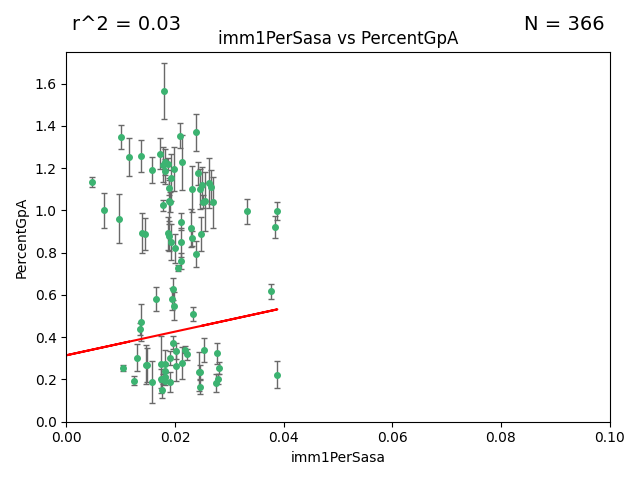 r^2 = 0.03
N = 366
imm1PerSasa vs PercentGpA
PercentGpA
1.6
1.4
1.2
1.0
0.8
0.6
0.4
0.2
0.0
0.00 0.02 0.04 0.06 0.08 0.10
imm1PerSasa